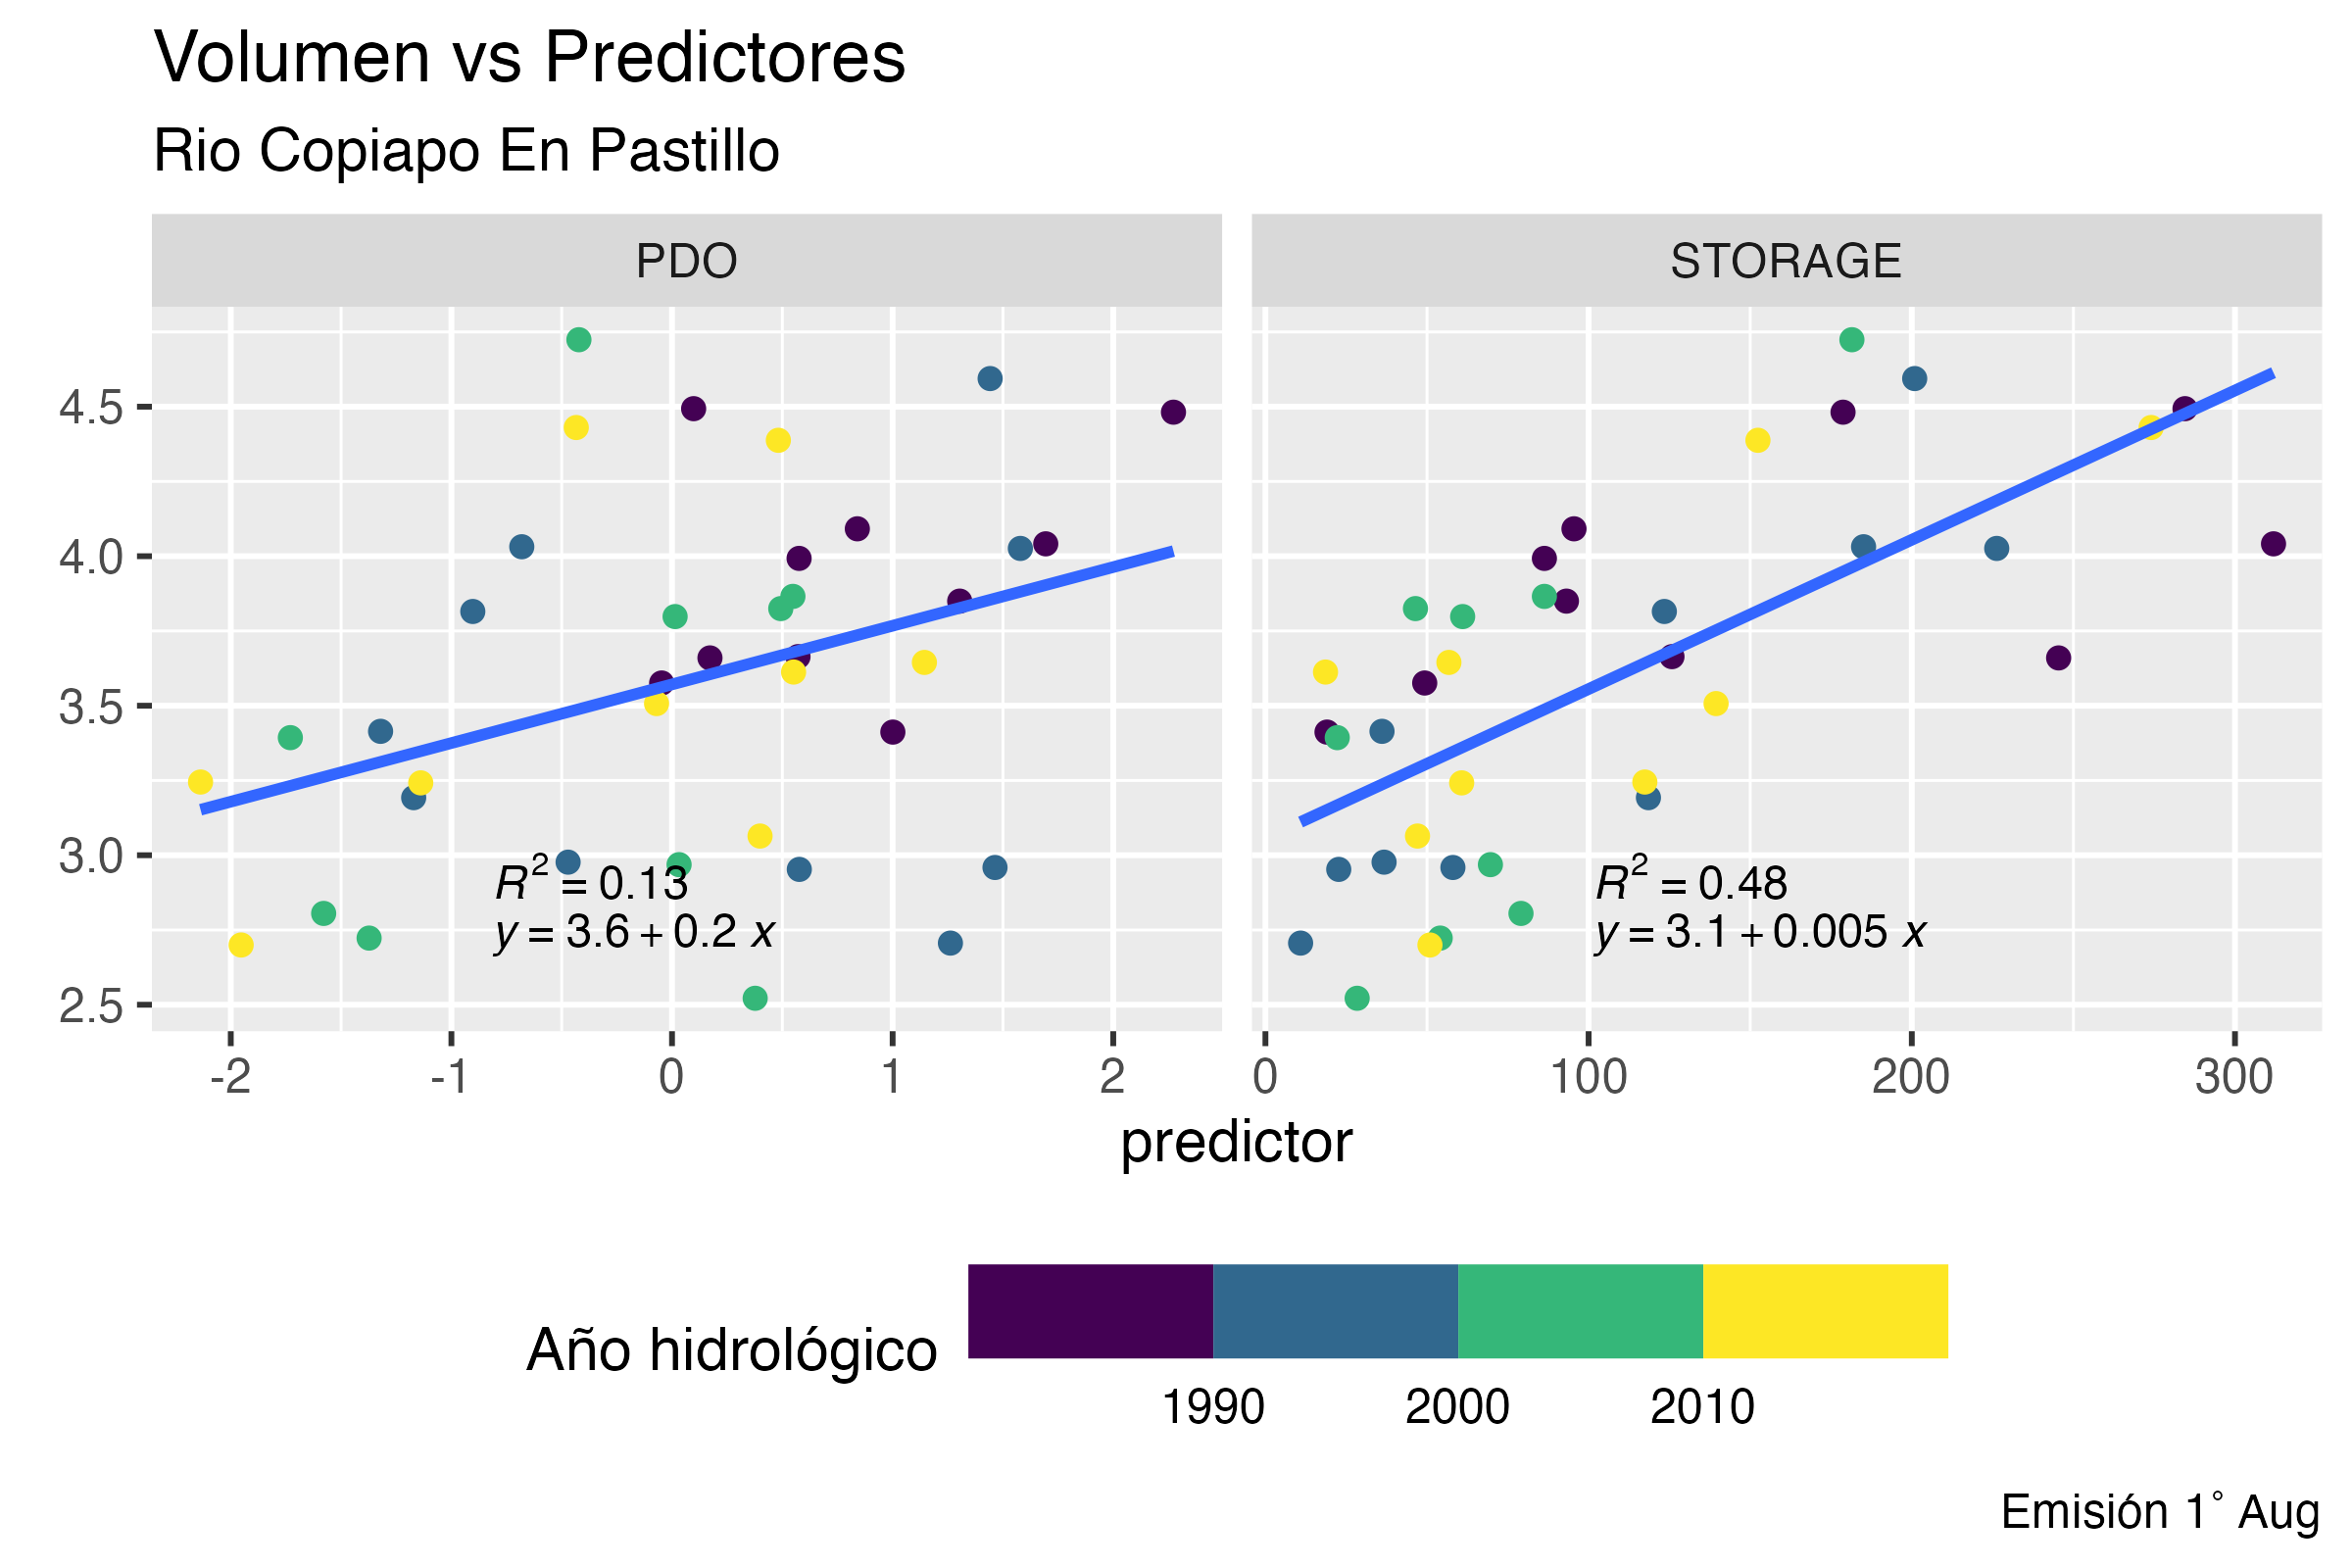 Volumen vs Predictores
Rio Copiapo En Pastillo
PDO
STORAGE
4.5
4.0
3.5
3.0
2.5
R² = 0.13
y = 3.6 + 0.2 x
R² = 0.48
y = 3.1 + 0.005 x
-2 -1 0 1 2
0 100 200 300
predictor
Año hidrológico
1990 2000 2010
Emisión 1° Aug